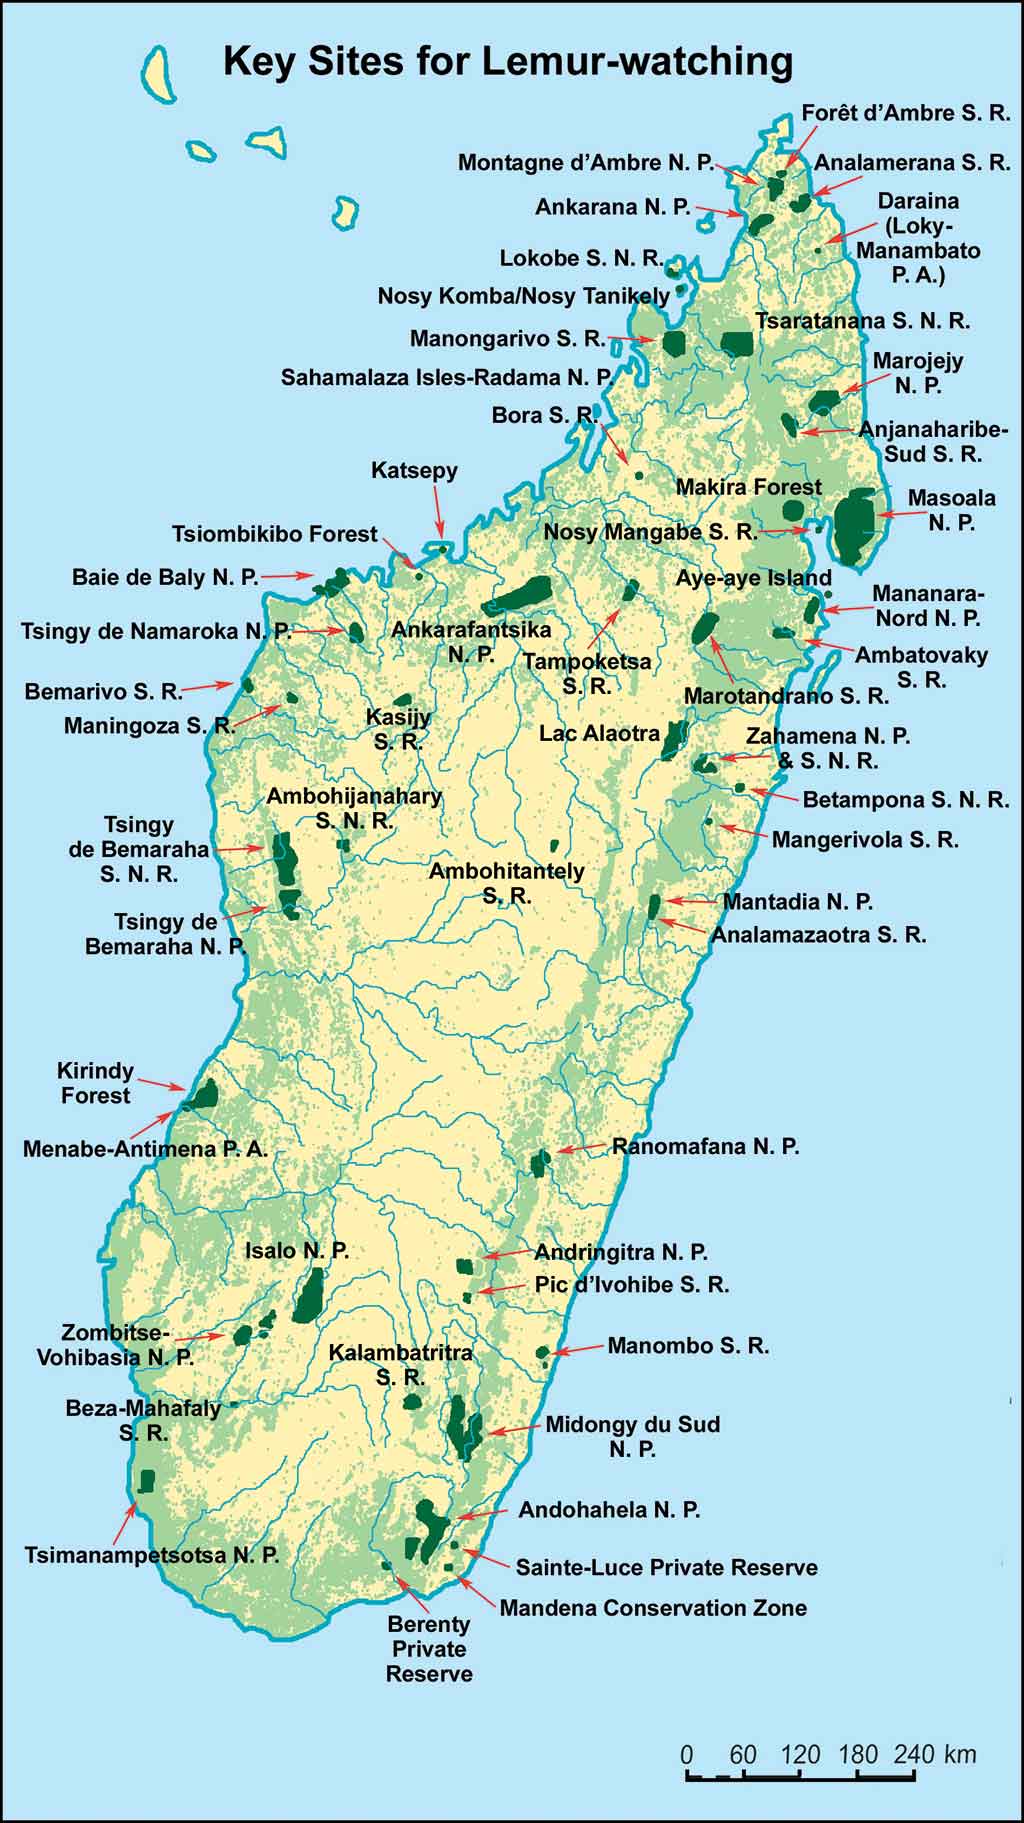 Key Sites for Lemur-watching
Forêt d'Ambre S. R.
Montagne d'Ambre N. P.
Analamerana S. R.
Ankarana N. P.
Daraina
(Loky-
Manambato
P. A.)
Lokobe S. N. R.
Nosy Komba/Nosy Tanikely
Tsaratanana S. N. R.
Manongarivo S. R.
Marojejy
N. P.
Sahamalaza Isles-Radama N. P.
Bora S. R.
Anjanaharibe-
Sud S. R.
Katsepy
Makira Forest
Masoala
N. P.
Tsiombikibo Forest
Nosy Mangabe S. R.
Baie de Baly N. P.
Aye-aye Island
Mananara-
Nord N. P.
Tsingy de Namaroka N. P.
Ankarafantsika
N. P.
Tampoketsa
S. R.
Ambatovaky
S. R.
Bemarivo S. R.
Marotandrano S. R.
Maningoza S. R.
Kasijy
S. R.
Lac Alaotra
Zahamena N. P.
& S. N. R.
Ambohijanahary
S. N. R.
Betampona S. N. R.
Tsingy
de Bemaraha
S. N. R.
Mangerivola S. R.
Ambohitantely
S. R.
Mantadia N. P.
Tsingy de
Bemaraha N. P.
Analamazaotra S. R.
Kirindy
Forest
Menabe-Antimena P. A.
Ranomafana N. P.
Isalo N. P.
Andringitra N. P.
Pic d'Ivohibe S. R.
Zombitse-
Vohibasia N. P.
Kalambatritra
S. R.
Manombo S. R.
Beza-Mahafaly
S. R.
Midongy du Sud
N. P.
Andohahela N. P.
Tsimanampetsotsa N. P.
Sainte-Luce Private Reserve
Mandena Conservation Zone
Berenty
Private
Reserve
0 60 120 180 240 km